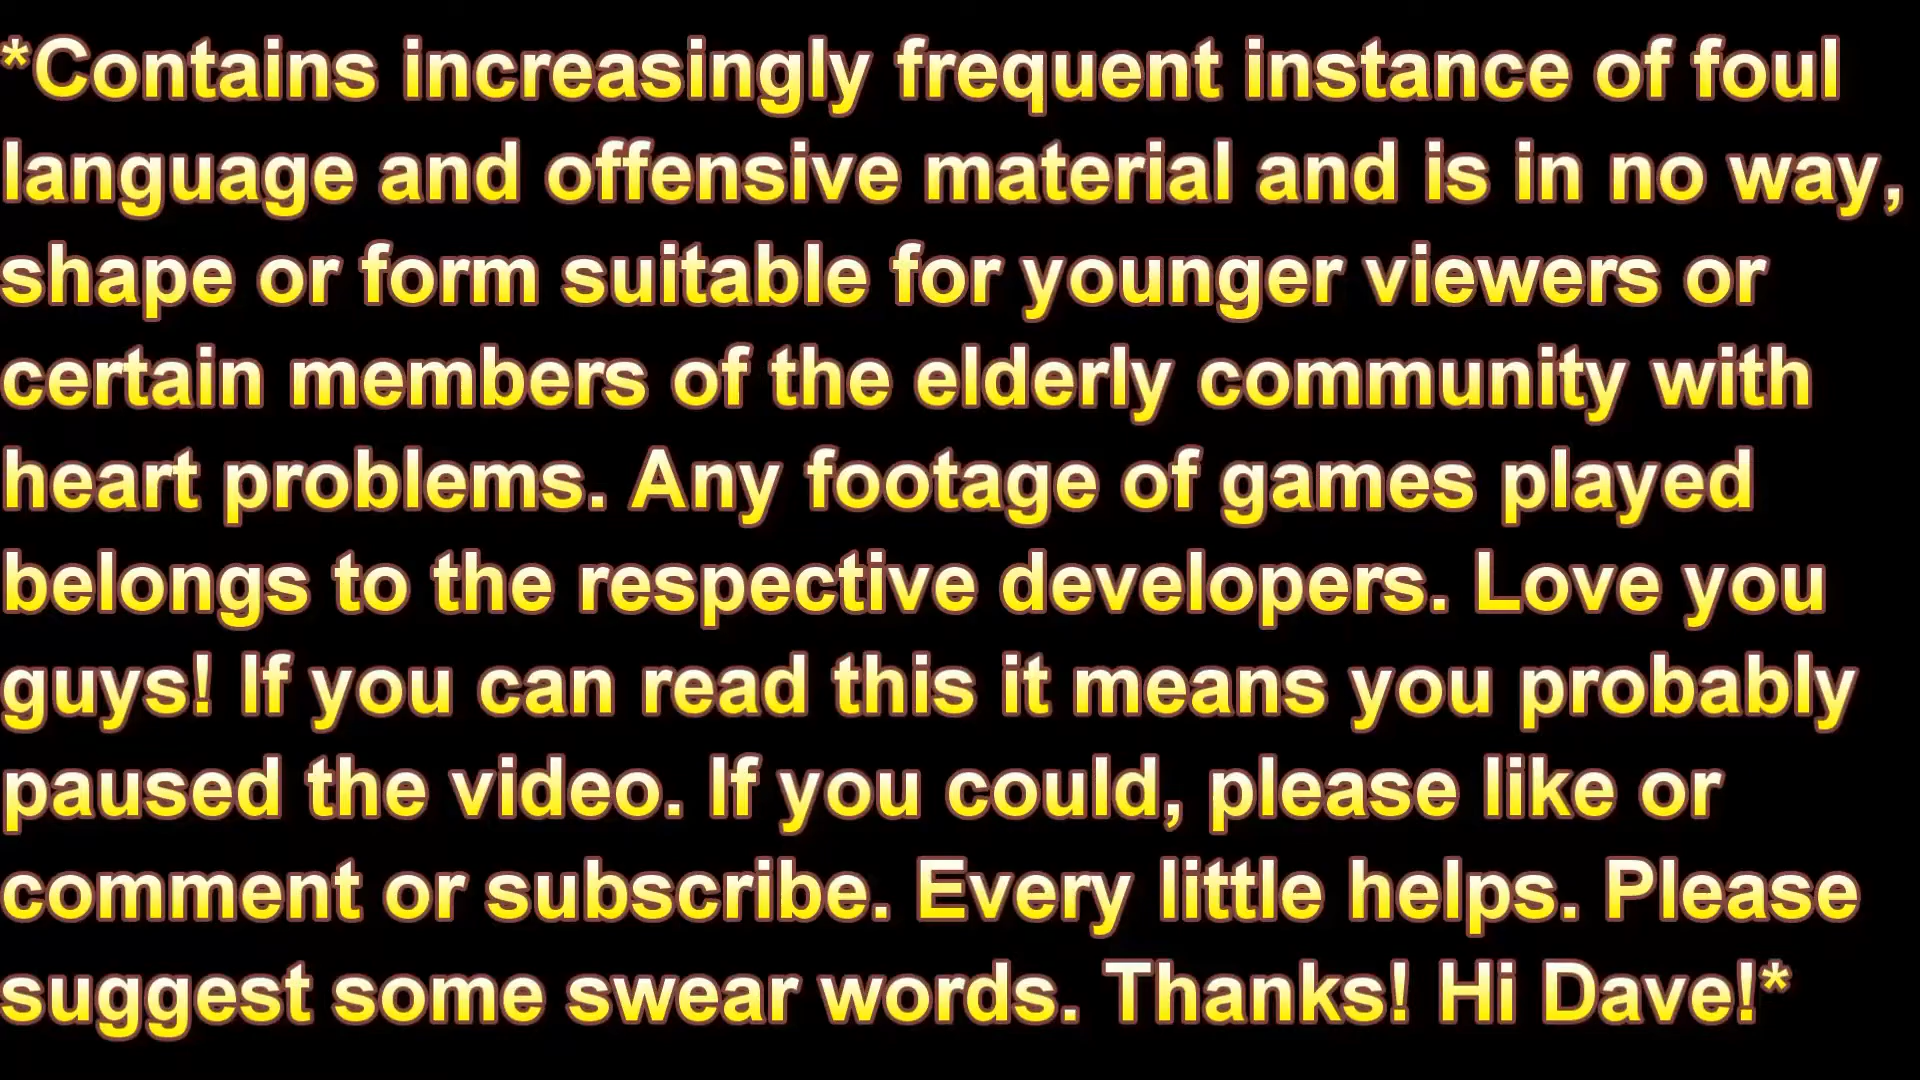 *Contains increasingly frequent instance of foul
language and offensive material and is in no way,
shape or form suitable for younger viewers or
certain members of the elderly community with
heart problems. Any footage of games played
belongs to the respective developers. Love you
guys! If you can read this it means you probably
paused the video. If you could, please like or
comment or subscribe. Every little helps. Please
suggest some swear words. Thanks! Hi Dave!*